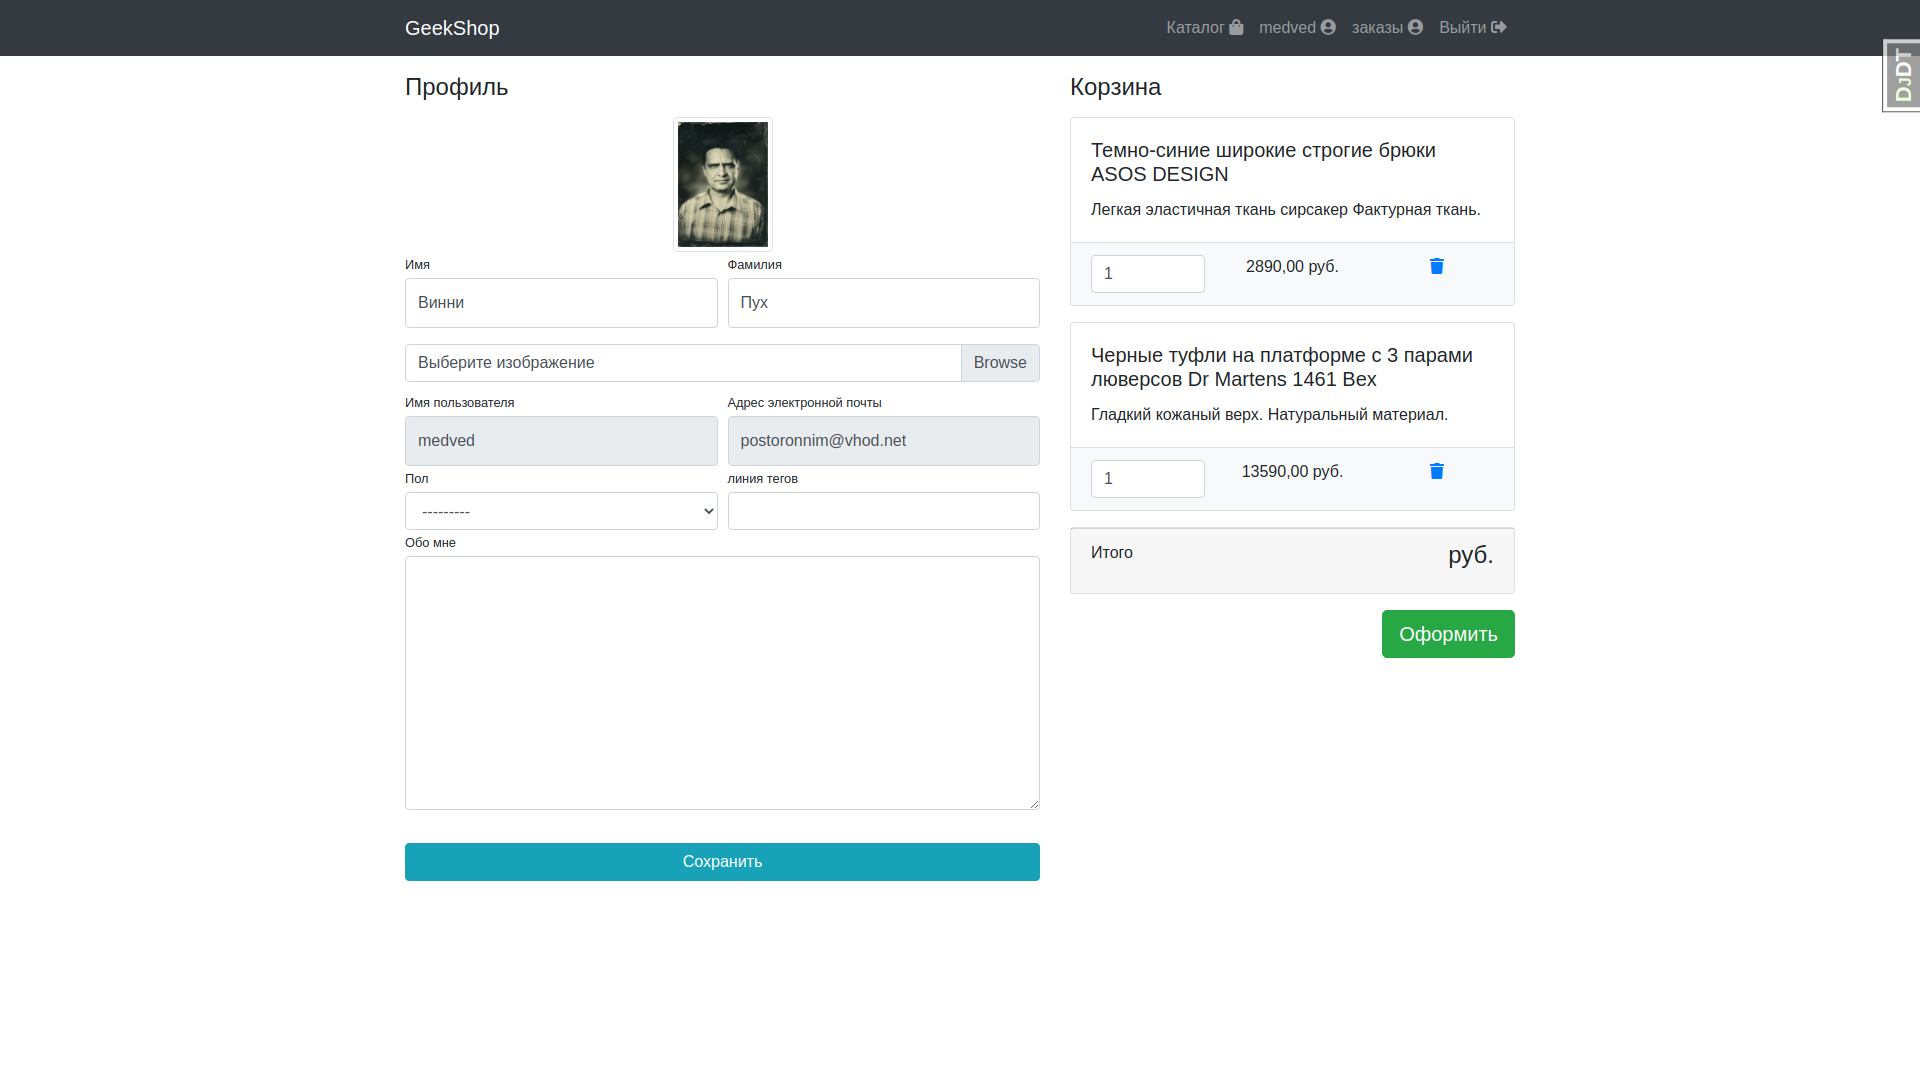 GeekShop
Каталог
medved
заказы
Выйти
DJDT
Профиль
Имя
Фамилия
Винни
Пух
Выберите изображение
Browse
Имя пользователя
Адрес электронной почты
medved
postoronnim@vhod.net
Пол
линия тегов
---------
Обо мне
Сохранить
Корзина
Темно-синие широкие строгие брюки
ASOS DESIGN
Легкая эластичная ткань сирсакер Фактурная ткань.
1
2890,00 руб.
Черные туфли на платформе с 3 парами
люверсов Dr Martens 1461 Bex
Гладкий кожаный верх. Натуральный материал.
1
13590,00 руб.
Итого
руб.
Оформить